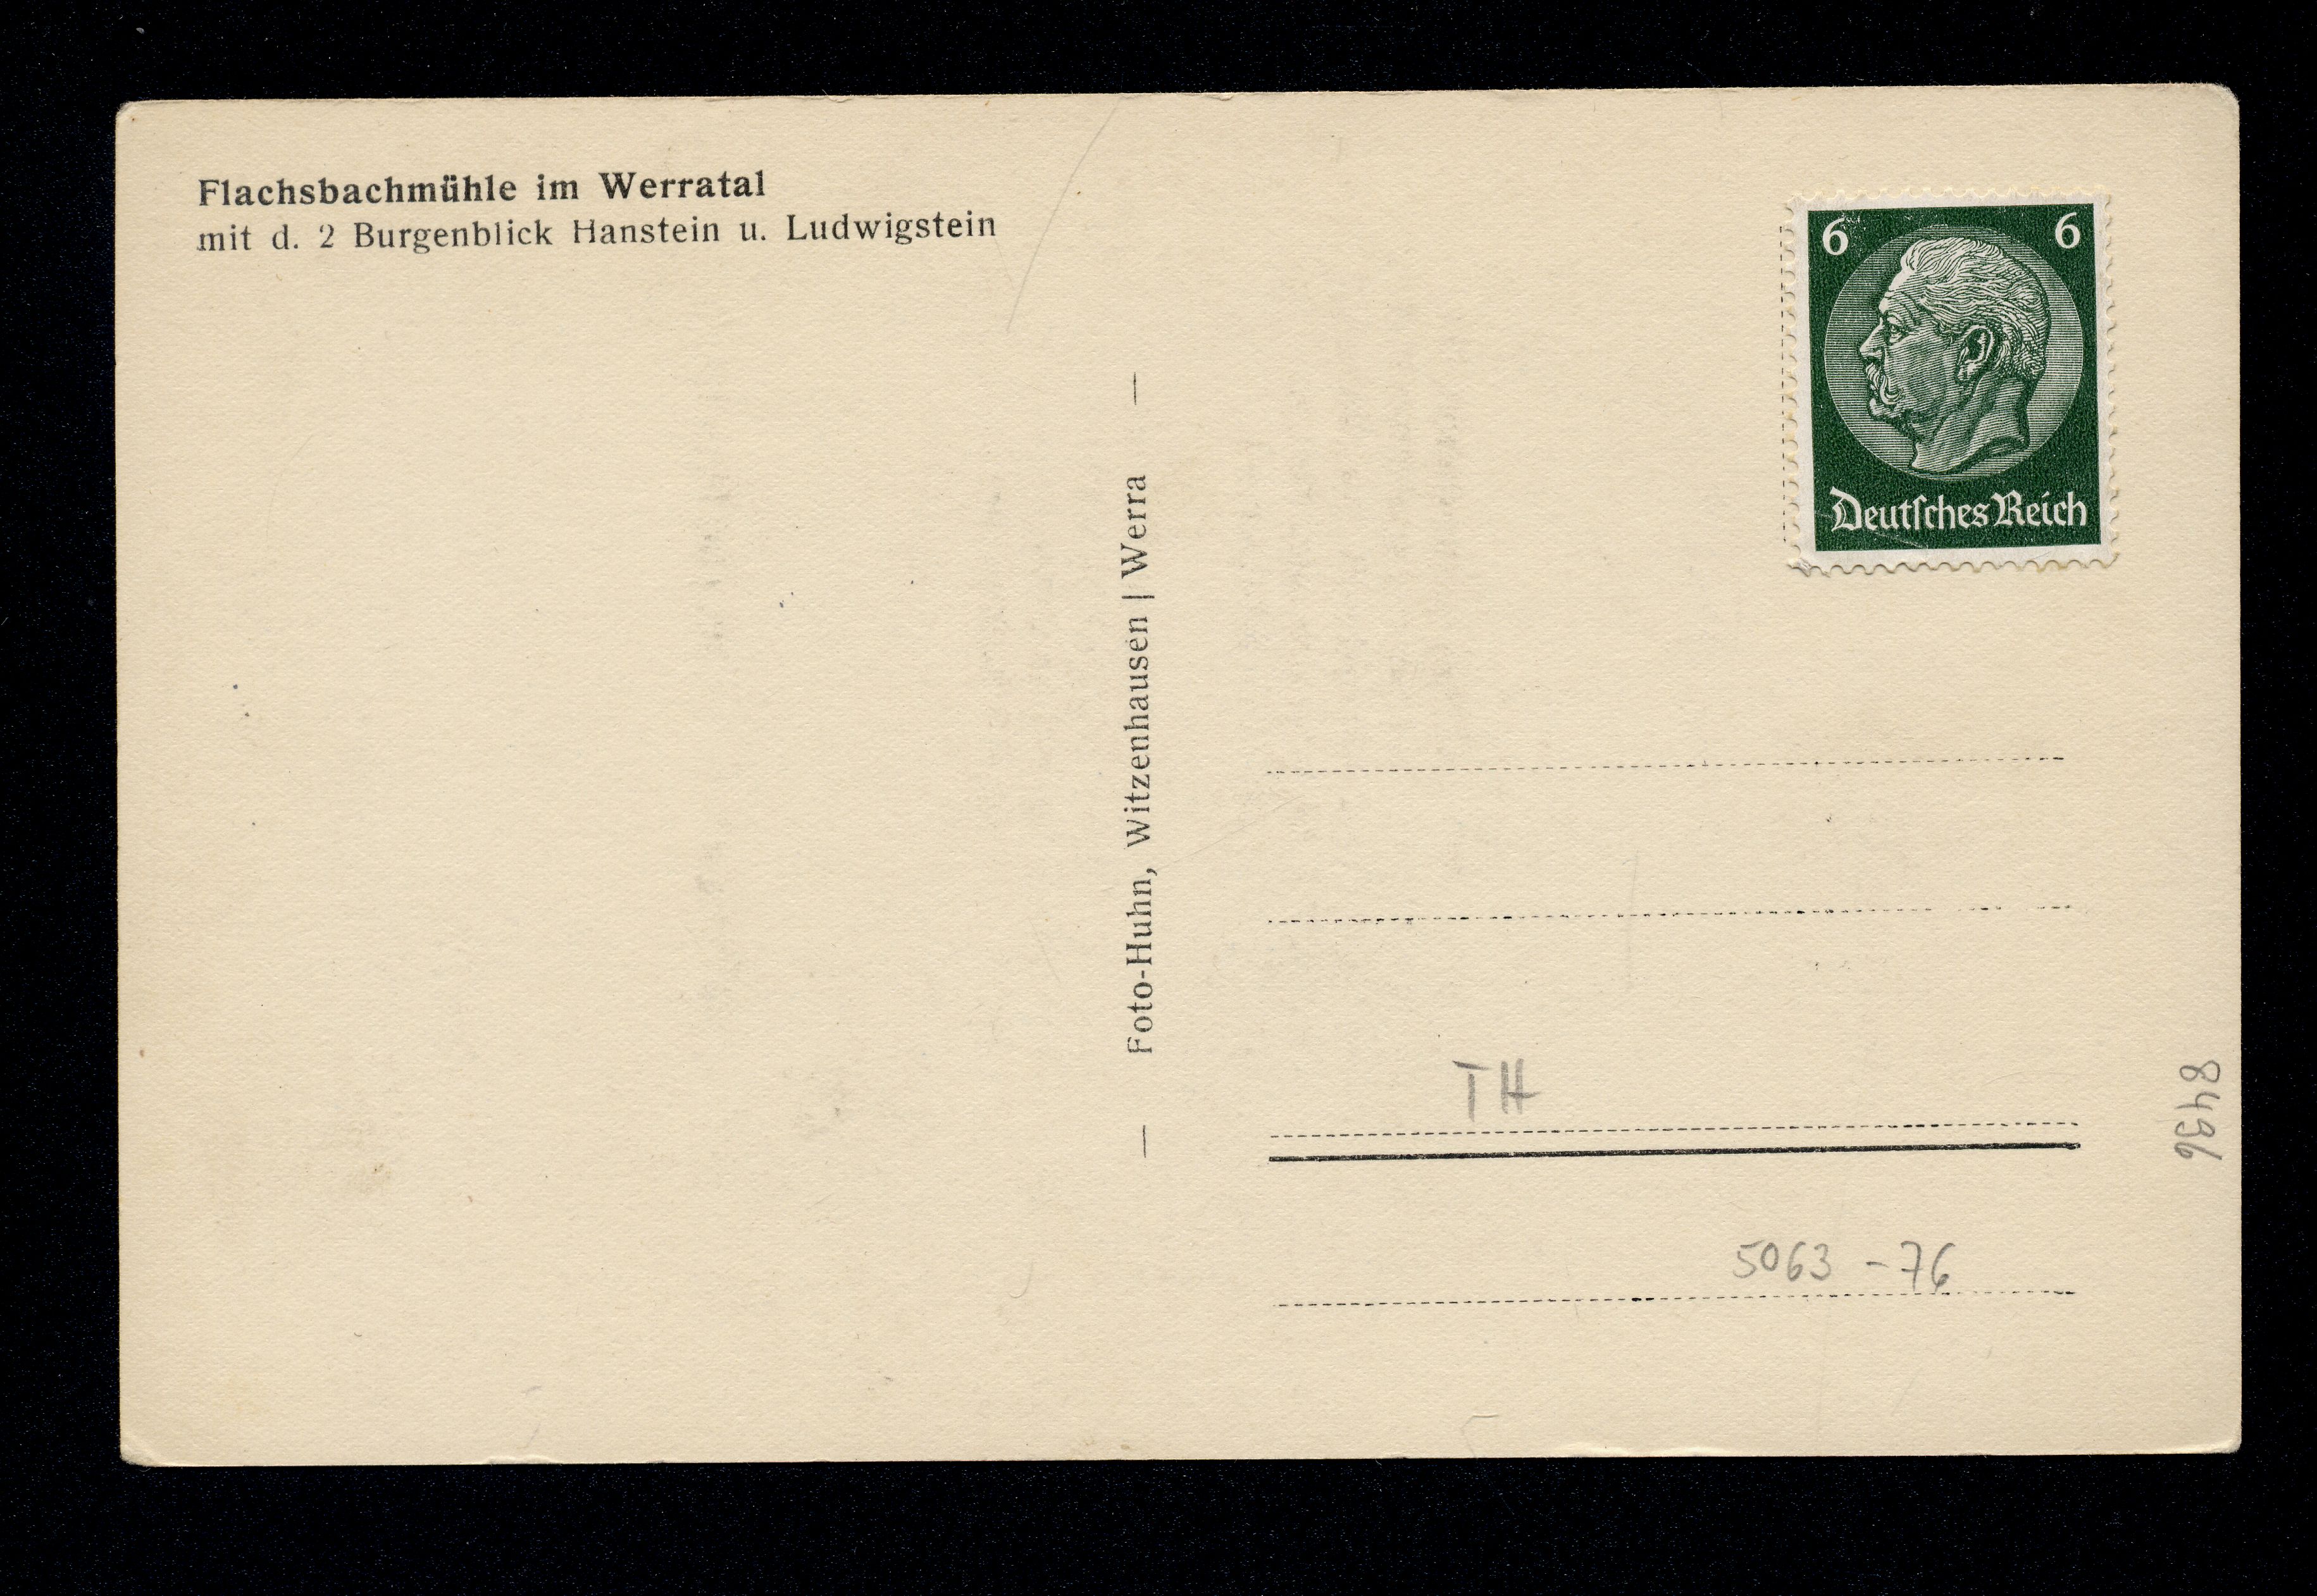 Flachsbachmühle im Werratal
mit d. 2 Burgenblick Hanstein u. Ludwigstein
6 6
Deutſches Reich
— Foto-Huhn, Witzenhausen | Werra —
TH
8496
5063 - 76